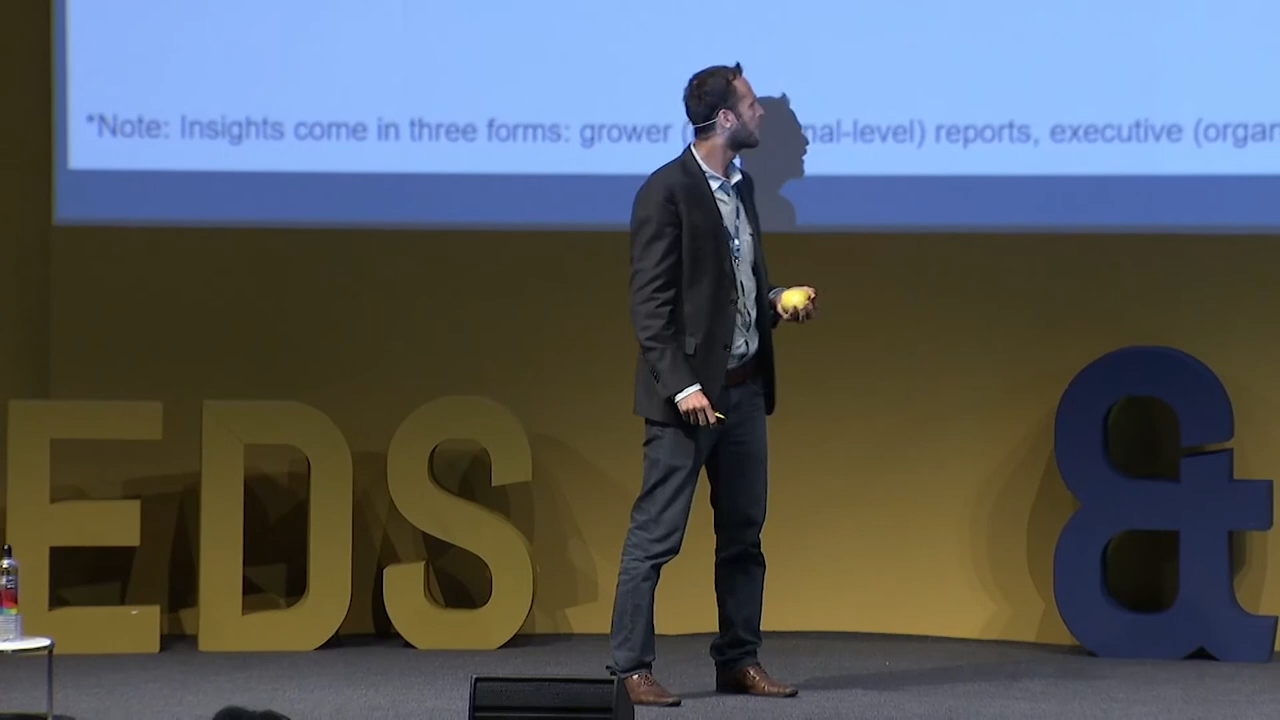 *Note: Insights come in three forms: grower ( nal-level) reports, executive (organ
EDS &